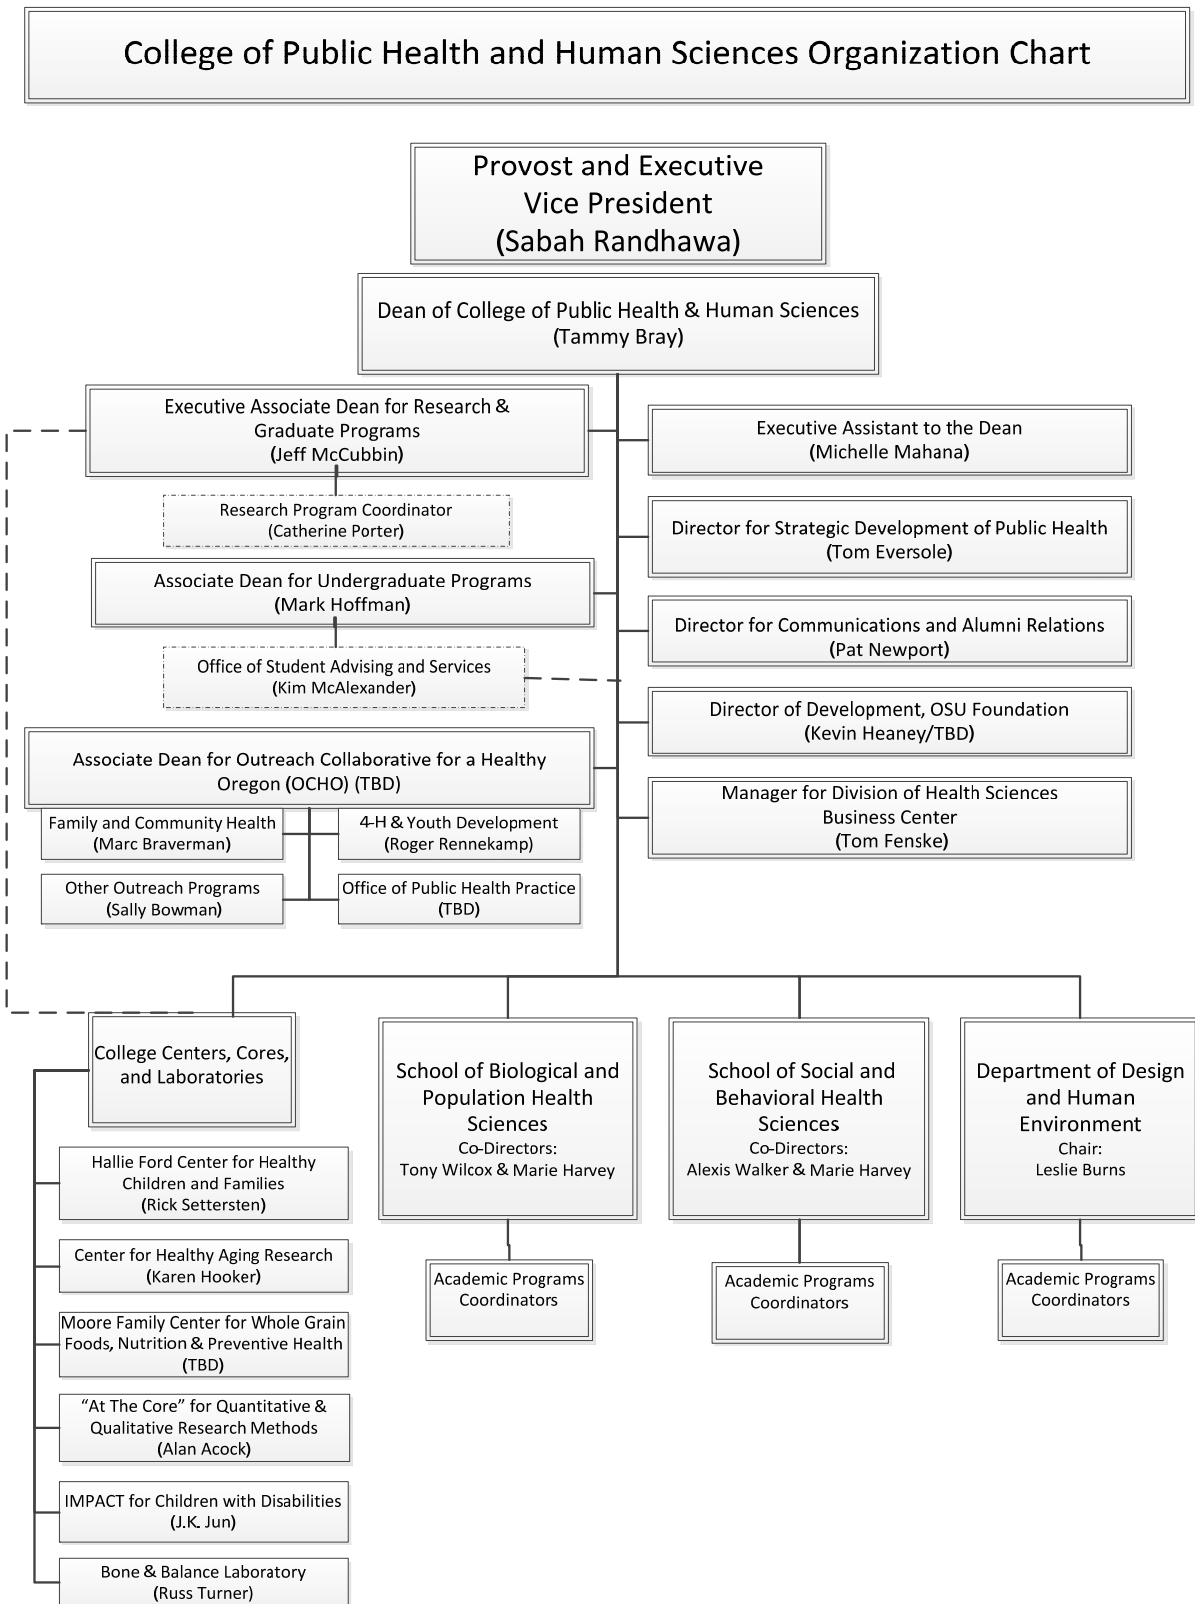 College of Public Health and Human Sciences Organization Chart
Provost and Executive
Vice President
(Sabah Randhawa)
Dean of College of Public Health & Human Sciences
(Tammy Bray)
Executive Associate Dean for Research &
Graduate Programs
(Jeff McCubbin)
Research Program Coordinator
(Catherine Porter)
Associate Dean for Undergraduate Programs
(Mark Hoffman)
Office of Student Advising and Services
(Kim McAlexander)
Associate Dean for Outreach Collaborative for a Healthy
Oregon (OCHO) (TBD)
Family and Community Health
(Marc Braverman)
4-H & Youth Development
(Roger Rennekamp)
Other Outreach Programs
(Sally Bowman)
Office of Public Health Practice
(TBD)
Executive Assistant to the Dean
(Michelle Mahana)
Director for Strategic Development of Public Health
(Tom Eversole)
Director for Communications and Alumni Relations
(Pat Newport)
Director of Development, OSU Foundation
(Kevin Heaney/TBD)
Manager for Division of Health Sciences
Business Center
(Tom Fenske)
College Centers, Cores,
and Laboratories
Hallie Ford Center for Healthy
Children and Families
(Rick Settersten)
Center for Healthy Aging Research
(Karen Hooker)
Moore Family Center for Whole Grain
Foods, Nutrition & Preventive Health
(TBD)
“At The Core” for Quantitative &
Qualitative Research Methods
(Alan Acock)
IMPACT for Children with Disabilities
(J.K. Jun)
Bone & Balance Laboratory
(Russ Turner)
School of Biological and
Population Health
Sciences
Co-Directors:
Tony Wilcox & Marie Harvey
Academic Programs
Coordinators
School of Social and
Behavioral Health
Sciences
Co-Directors:
Alexis Walker & Marie Harvey
Academic Programs
Coordinators
Department of Design
and Human
Environment
Chair:
Leslie Burns
Academic Programs
Coordinators